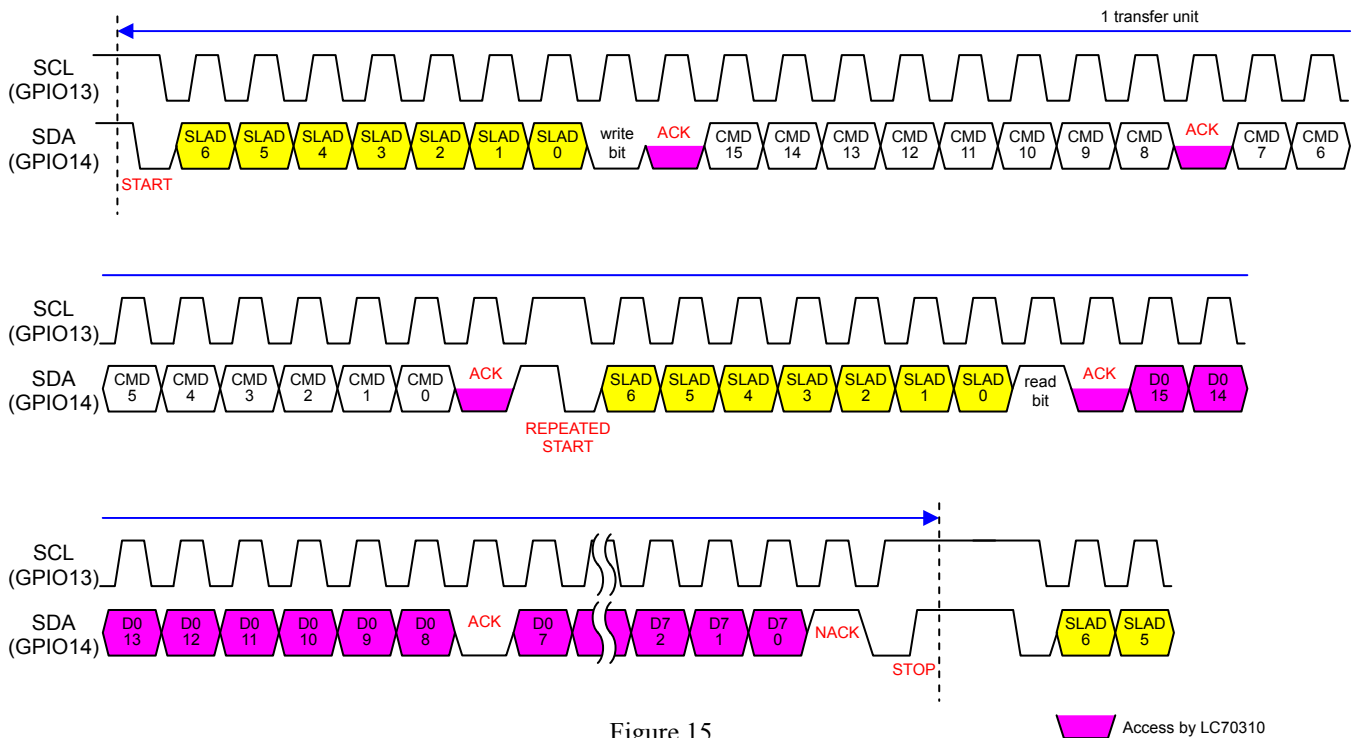 1 transfer unit
SCL
(GPIO13)
SDA
(GPIO14)
SLAD 6 SLAD 5 SLAD 4 SLAD 3 SLAD 2 SLAD 1 SLAD 0 write bit ACK CMD 15 CMD 14 CMD 13 CMD 12 CMD 11 CMD 10 CMD 9 CMD 8 ACK CMD 7 CMD 6
START
SCL
(GPIO13)
SDA
(GPIO14)
CMD 5 CMD 4 CMD 3 CMD 2 CMD 1 CMD 0 ACK SLAD 6 SLAD 5 SLAD 4 SLAD 3 SLAD 2 SLAD 1 SLAD 0 read bit ACK D0 15 D0 14
REPEATED
START
SCL
(GPIO13)
SDA
(GPIO14)
D0 13 D0 12 D0 11 D0 10 D0 9 D0 8 ACK D0 7 D7 2 D7 1 D7 0 NACK SLAD 6 SLAD 5
STOP
Figure 15
Access by LC70310